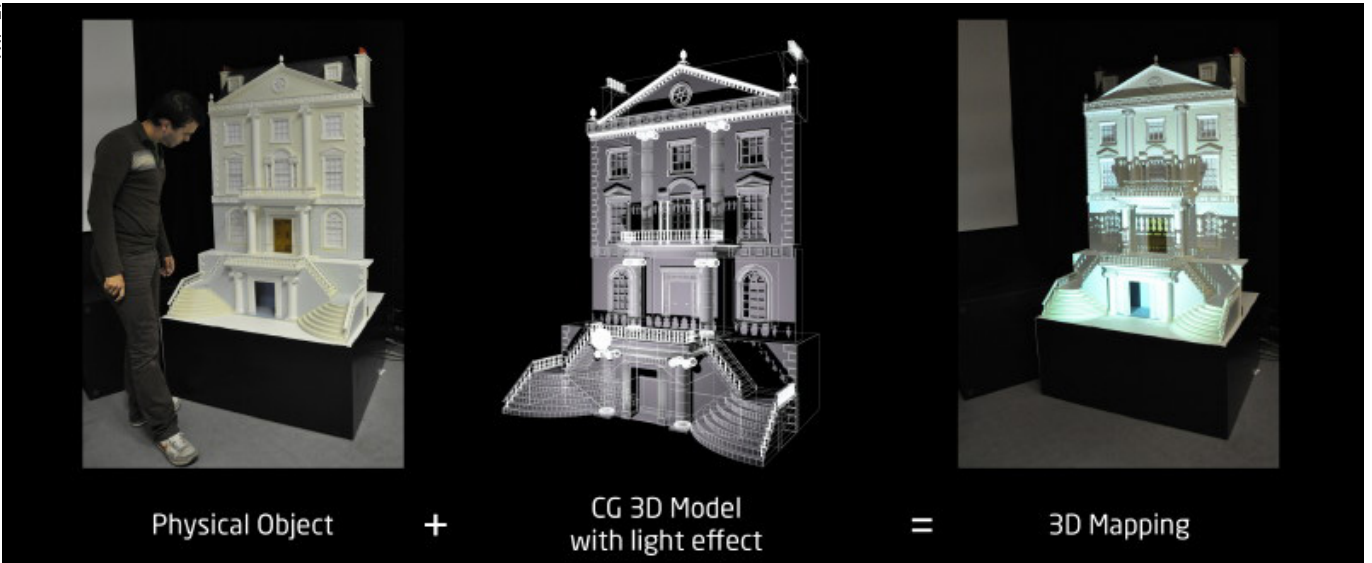 Physical Object
+
CG 3D Model
with light effect
=
3D Mapping